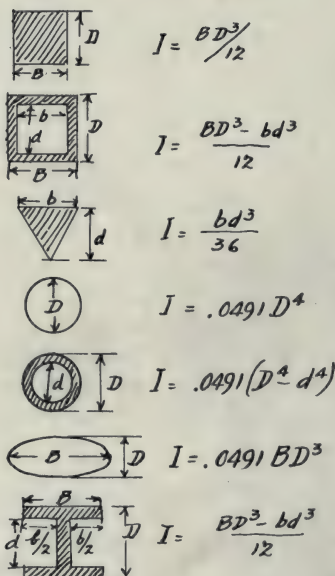 D
B
I = BD³/12
b
d
D
B
I = BD³ - bd³ / 12
b
d
I = bd³ / 36
D
I = .0491 D⁴
d
D
I = .0491 (D⁴ - d⁴)
B
D
I = .0491 BD³
B
d
b/2
b/2
D
I = BD³ - bd³ / 12